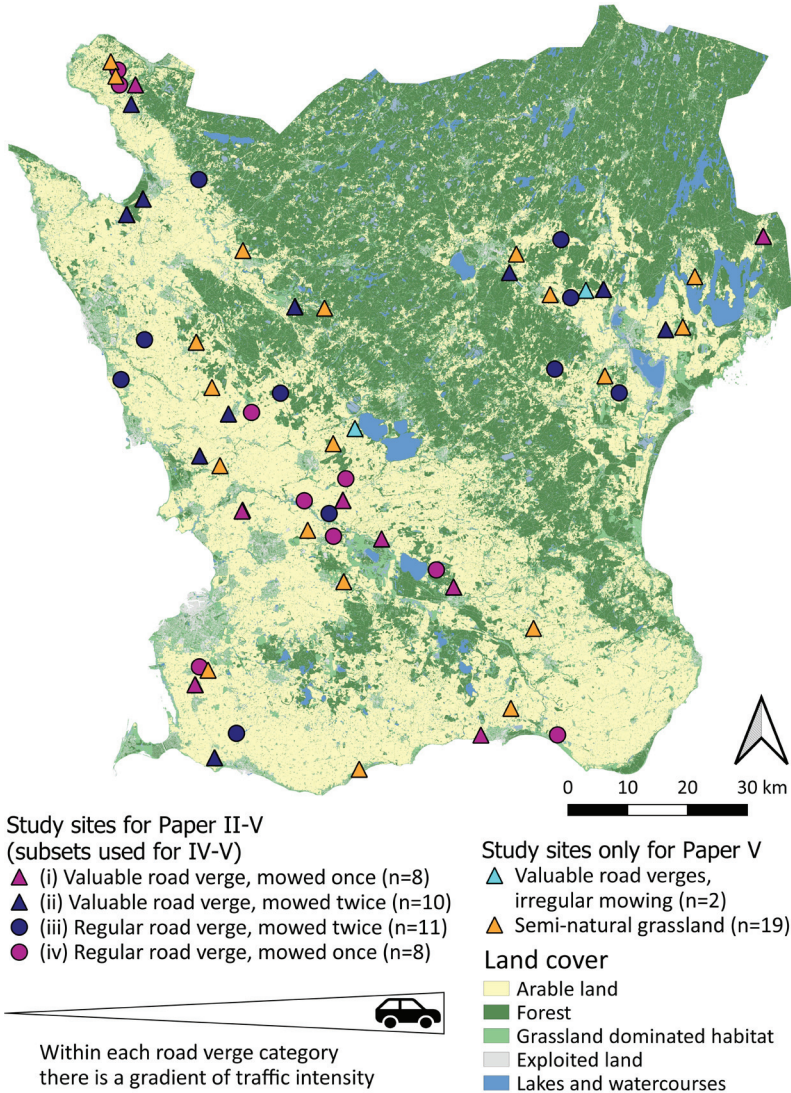 0 10 20 30 km
Study sites for Paper II-V
(subsets used for IV-V)
(i) Valuable road verge, mowed once (n=8)
(ii) Valuable road verge, mowed twice (n=10)
(iii) Regular road verge, mowed twice (n=11)
(iv) Regular road verge, mowed once (n=8)
Within each road verge category
there is a gradient of traffic intensity
Study sites only for Paper V
Valuable road verges,
irregular mowing (n=2)
Semi-natural grassland (n=19)
Land cover
Arable land
Forest
Grassland dominated habitat
Exploited land
Lakes and watercourses